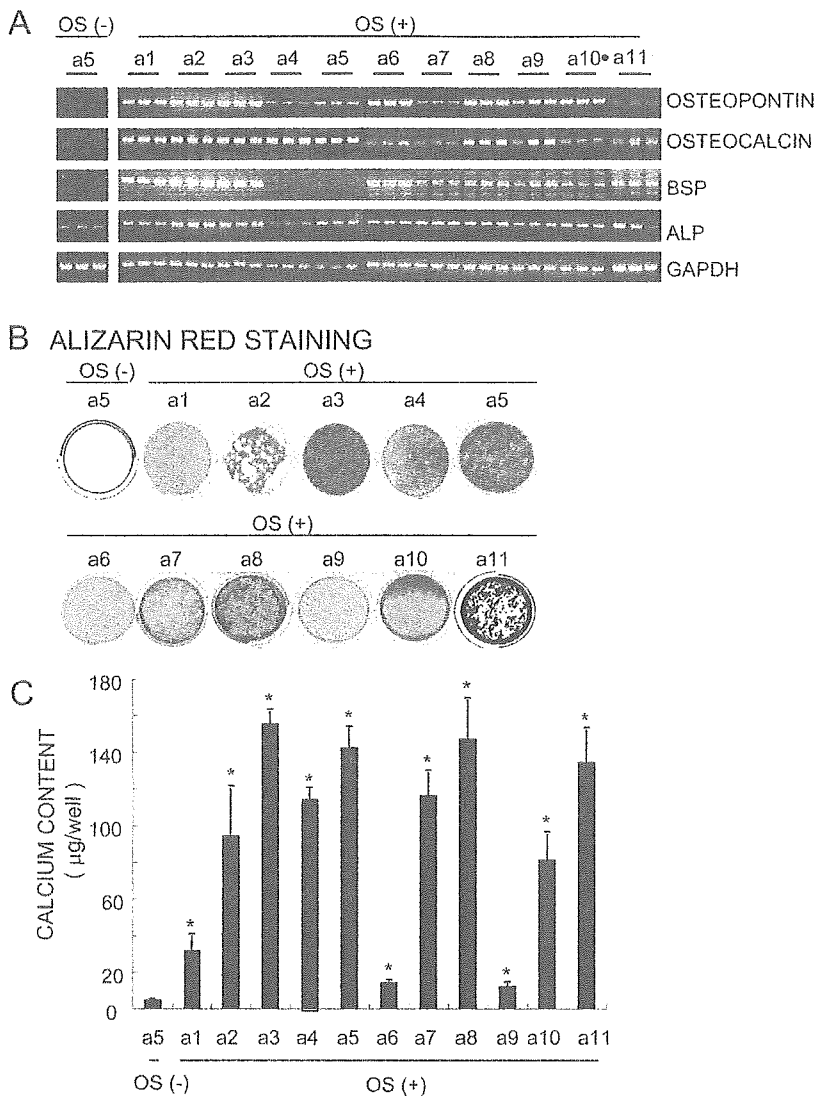 A
OS (-)
OS (+)
a5 a1 a2 a3 a4 a5 a6 a7 a8 a9 a10 a11
OSTEOPONTIN
OSTEOCALCIN
BSP
ALP
GAPDH
B ALIZARIN RED STAINING
OS (-)
OS (+)
a5 a1 a2 a3 a4 a5
OS (+)
a6 a7 a8 a9 a10 a11
C
CALCIUM CONTENT
( µg/well)
180
140
100
60
20
0
* * * * * * * * * * *
a5 a1 a2 a3 a4 a5 a6 a7 a8 a9 a10 a11
OS (-)
OS (+)